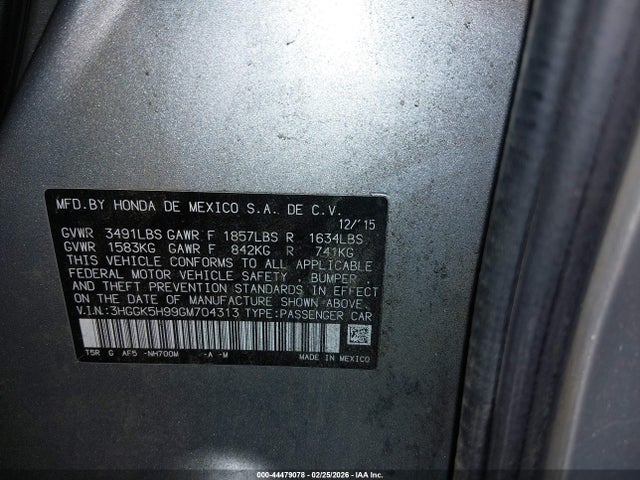 MFD.BY HONDA DE MEXICO S.A. DE C.V.
12/'15
GVWR 3491LBS GAWR F 1857LBS R 1634LBS
GVWR 1583KG GAWR F 842KG R 741KG
THIS VEHICLE CONFORMS TO ALL APPLICABLE
FEDERAL MOTOR VEHICLE SAFETY , BUMPER ,
AND THEFT PREVENTION STANDARDS IN EFFECT
ON THE DATE OF MANUFACTURE SHOWN ABOVE.
V.I.N.:3HGGK5H99GM704313 TYPE:PASSENGER CAR
T5R G AF5 -NH700M -A -M MADE IN MEXICO
000-44479078 - 02/25/2026 - IAA Inc.